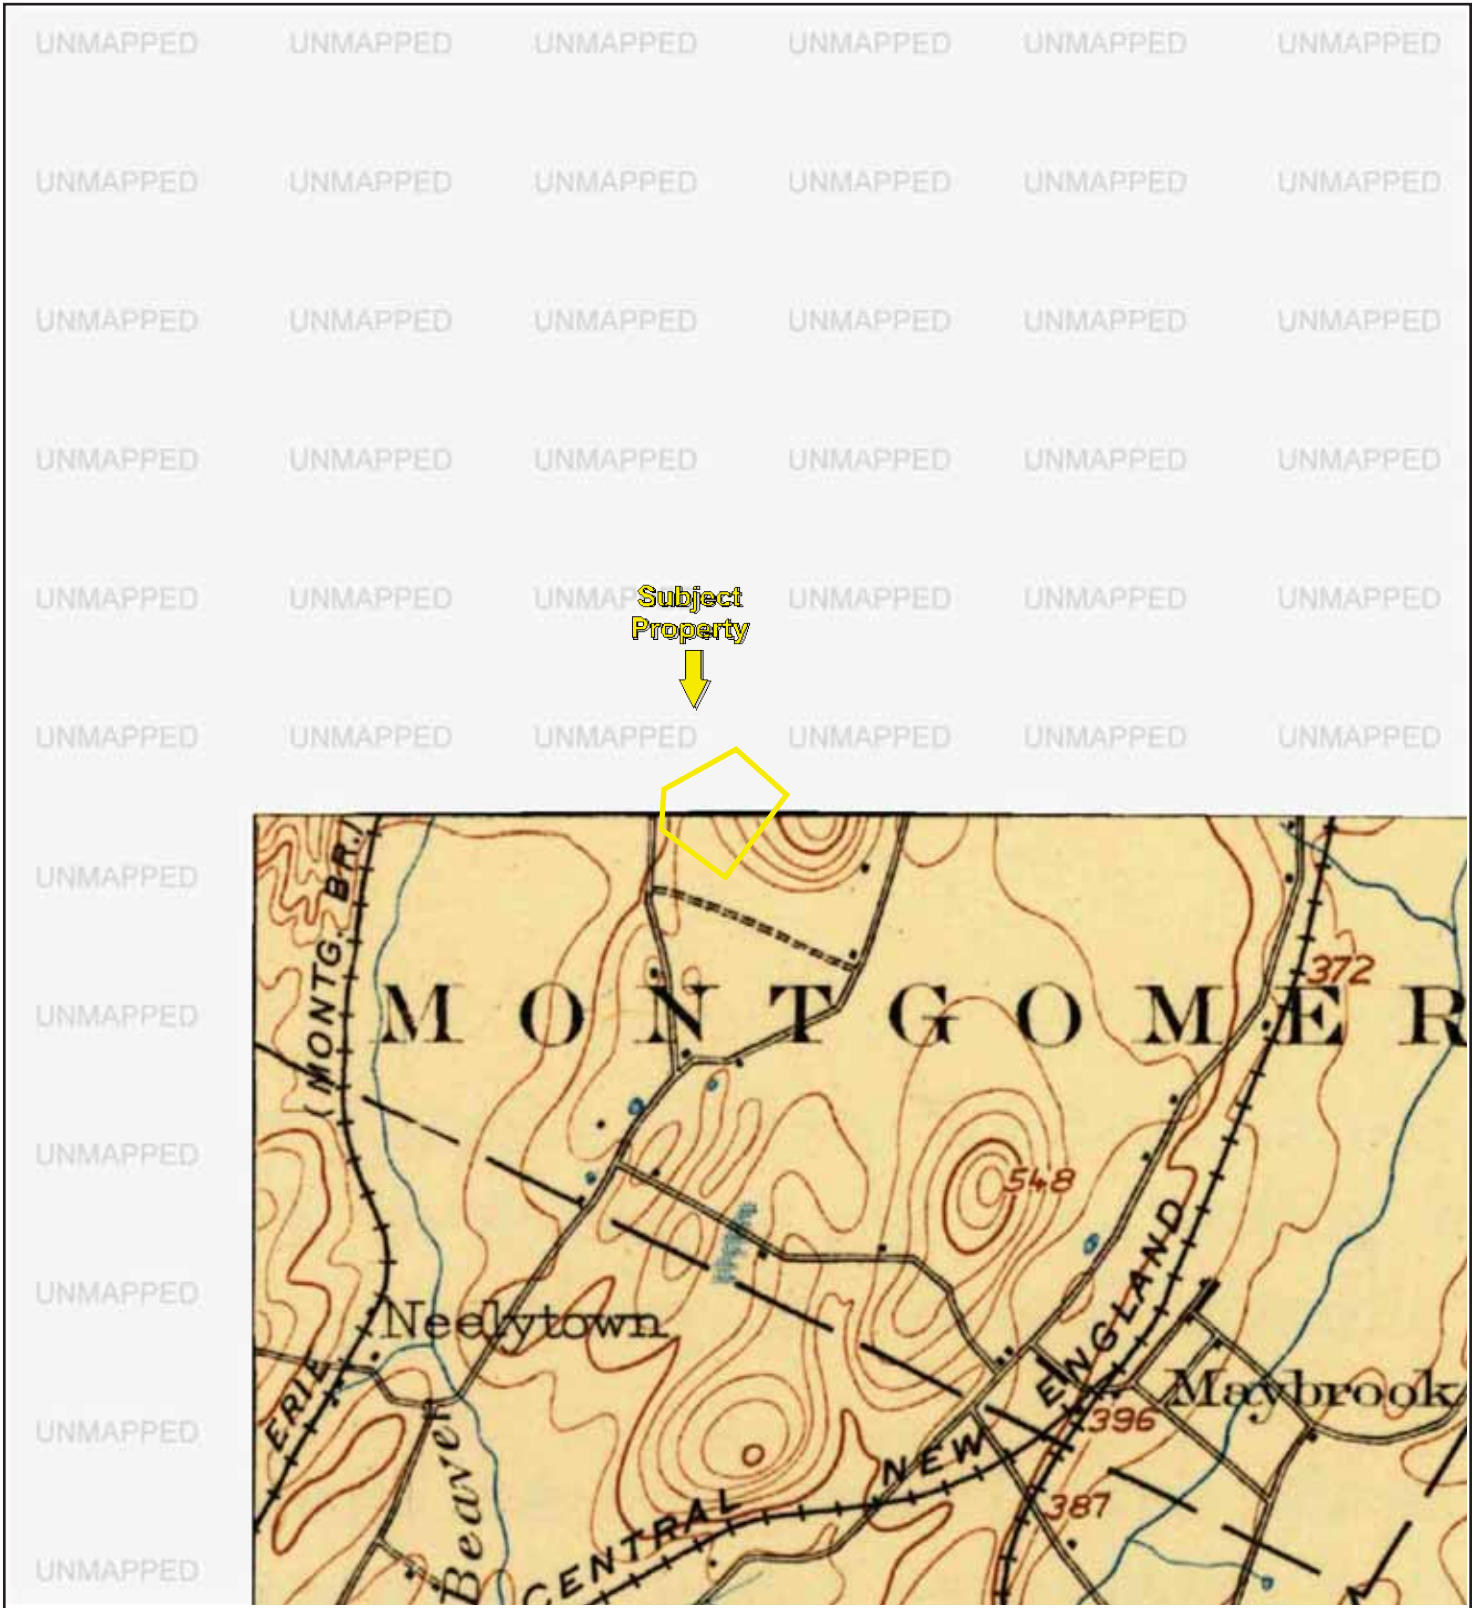 UNMAPPED UNMAPPED UNMAPPED UNMAPPED UNMAPPED UNMAPPED
UNMAPPED UNMAPPED UNMAPPED UNMAPPED UNMAPPED UNMAPPED
UNMAPPED UNMAPPED UNMAPPED UNMAPPED UNMAPPED UNMAPPED
UNMAPPED UNMAPPED UNMAPPED UNMAPPED UNMAPPED UNMAPPED
UNMAPPED UNMAPPED UNMAPPED UNMAPPED UNMAPPED UNMAPPED
Subject
Property
UNMAPPED UNMAPPED UNMAPPED UNMAPPED UNMAPPED UNMAPPED
UNMAPPED
(MONTG. BR.)
372
UNMAPPED
MONTGOMER
UNMAPPED
548
UNMAPPED
Neelytown
UNMAPPED
ERIE
Maybrook
396
CENTRAL NEW ENGLAND
387
Beaver
UNMAPPED